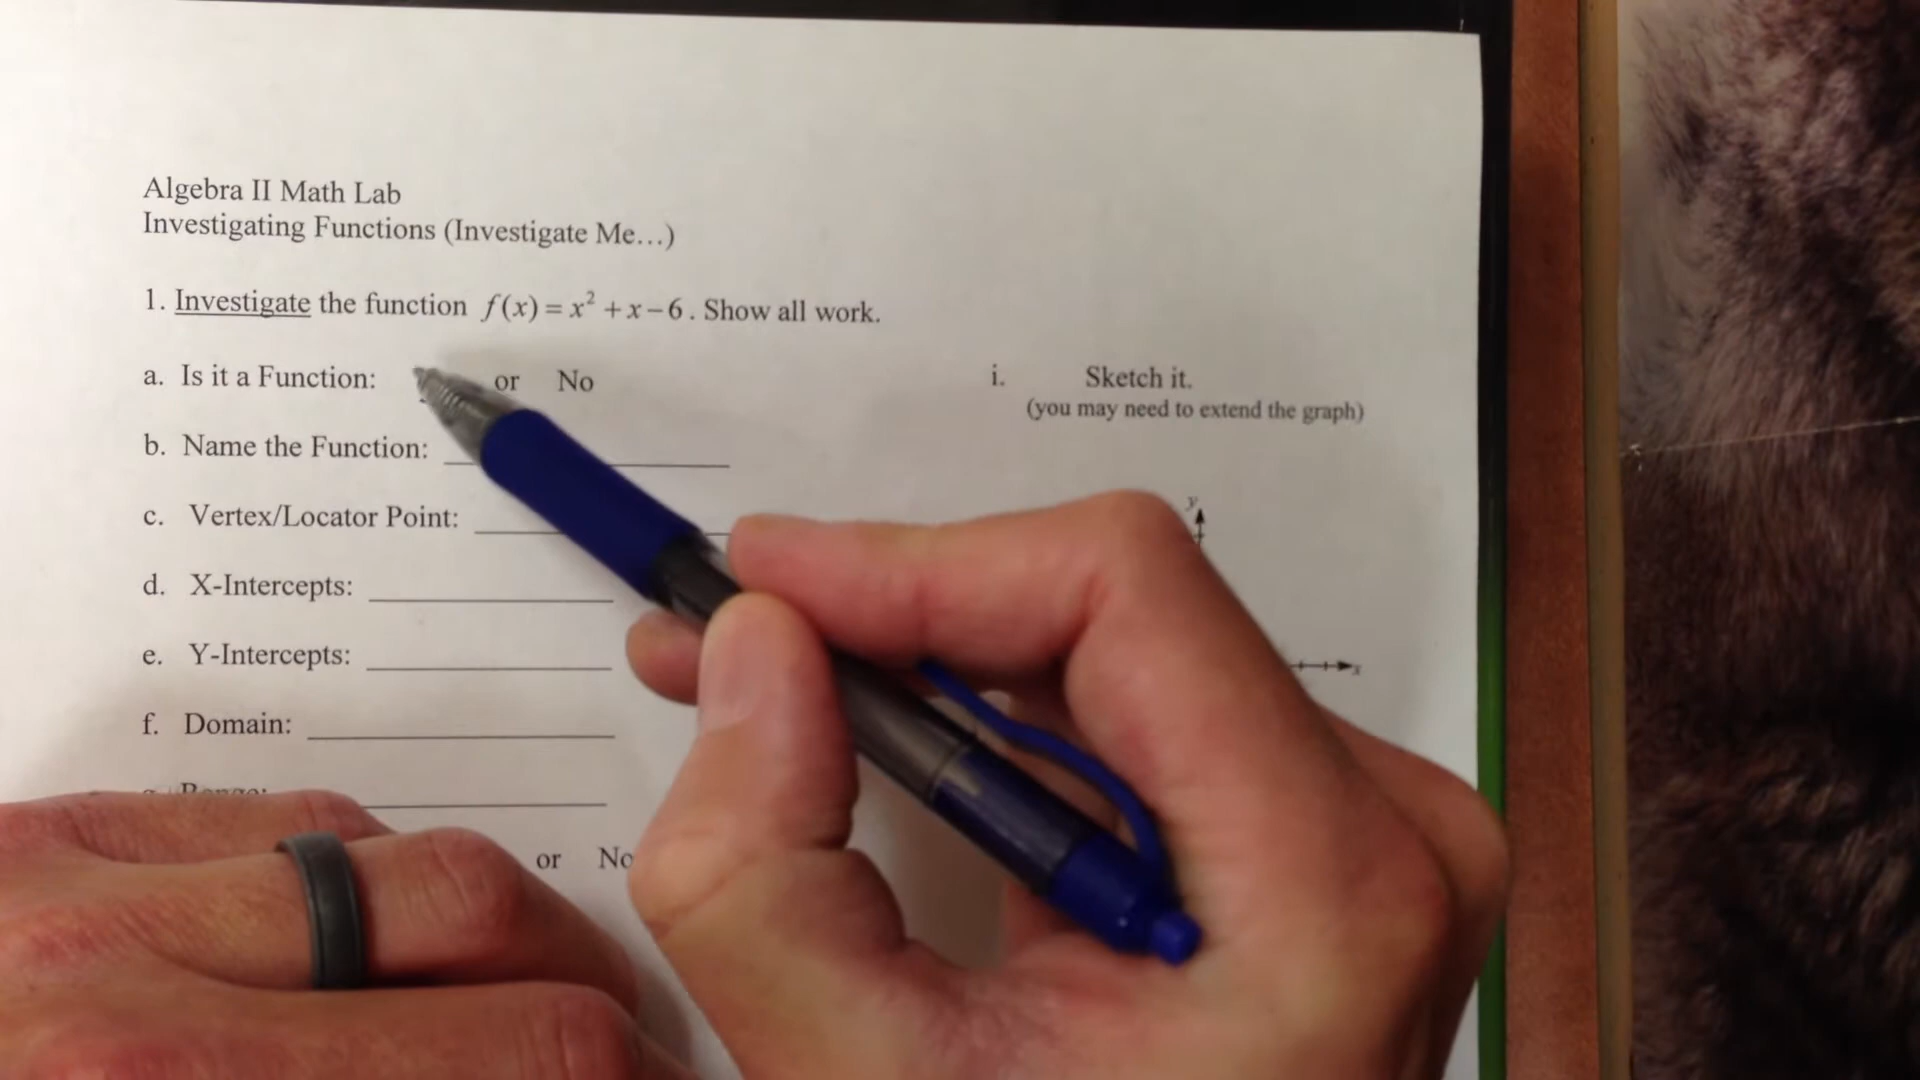 Algebra II Math Lab
Investigating Functions (Investigate Me…)
1. Investigate the function f(x) = x² + x − 6. Show all work.
a. Is it a Function: or No
b. Name the Function:
c. Vertex/Locator Point:
d. X-Intercepts:
e. Y-Intercepts:
f. Domain:
or No
i. Sketch it.
(you may need to extend the graph)
y
x